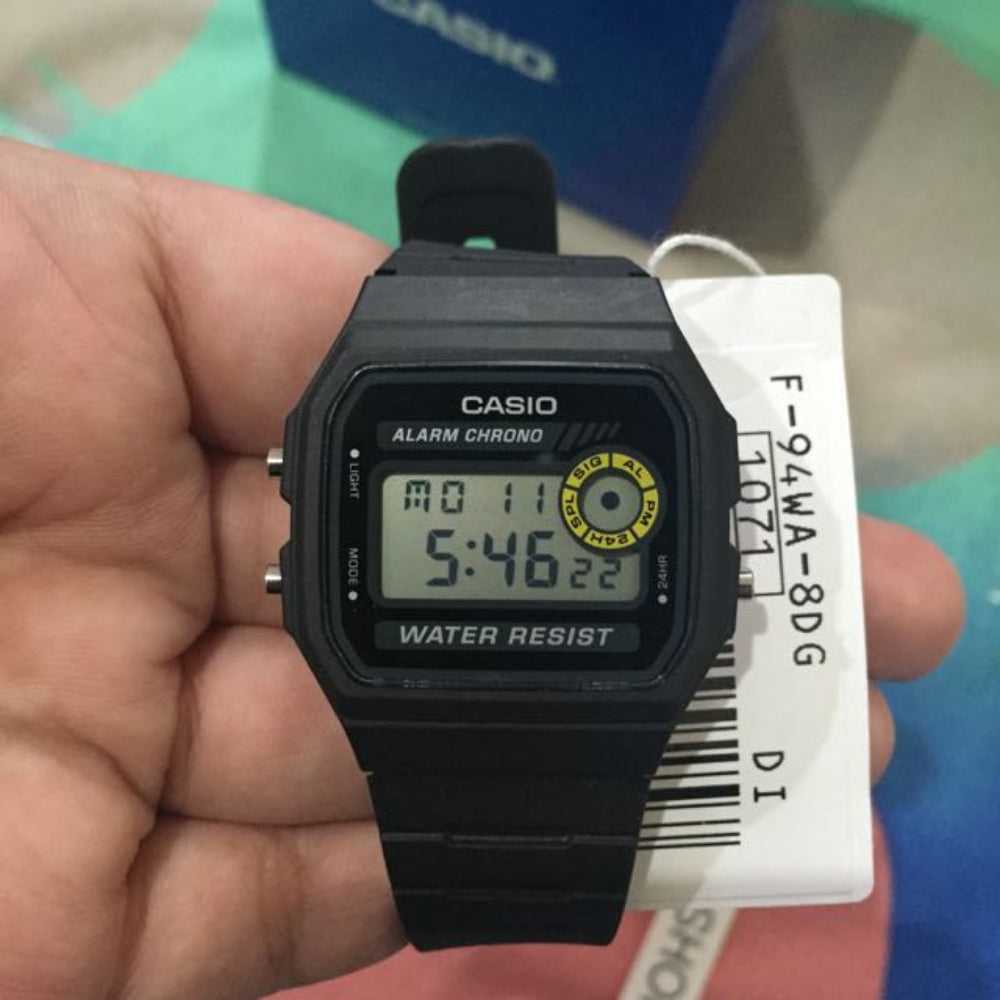 CASIO
CASIO
ALARM CHRONO
LIGHT
SIG AL PM 24H SPL
MO 11
5:46 22
MODE
24HR
WATER RESIST
F-94WA-8DG
1071
DI